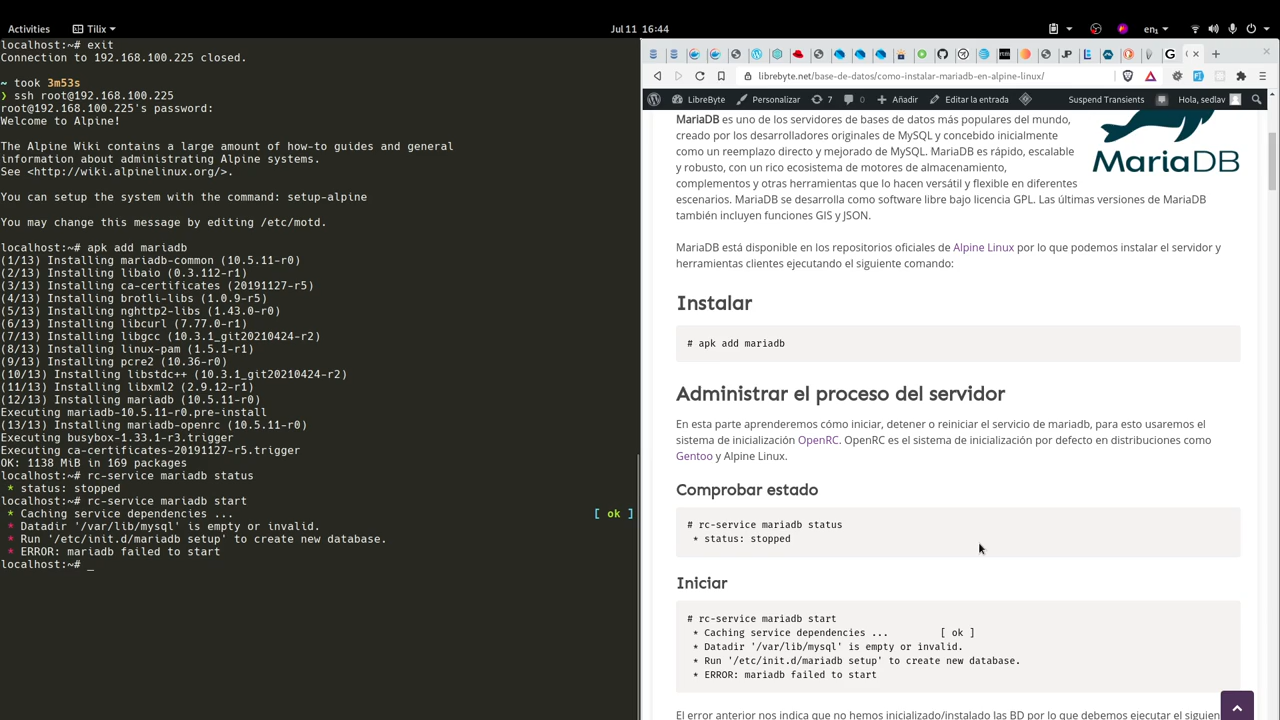 Activities
Tilix
Jul 11 16:44
en₁
localhost:~# exit
Connection to 192.168.100.225 closed.
~ took 3m53s
❯ ssh root@192.168.100.225
root@192.168.100.225's password:
Welcome to Alpine!
The Alpine Wiki contains a large amount of how-to guides and general
information about administrating Alpine systems.
See <http://wiki.alpinelinux.org/>.
You can setup the system with the command: setup-alpine
You may change this message by editing /etc/motd.
localhost:~# apk add mariadb
(1/13) Installing mariadb-common (10.5.11-r0)
(2/13) Installing libaio (0.3.112-r1)
(3/13) Installing ca-certificates (20191127-r5)
(4/13) Installing brotli-libs (1.0.9-r5)
(5/13) Installing nghttp2-libs (1.43.0-r0)
(6/13) Installing libcurl (7.77.0-r1)
(7/13) Installing libgcc (10.3.1_git20210424-r2)
(8/13) Installing linux-pam (1.5.1-r1)
(9/13) Installing pcre2 (10.36-r0)
(10/13) Installing libstdc++ (10.3.1_git20210424-r2)
(11/13) Installing libxml2 (2.9.12-r1)
(12/13) Installing mariadb (10.5.11-r0)
Executing mariadb-10.5.11-r0.pre-install
(13/13) Installing mariadb-openrc (10.5.11-r0)
Executing busybox-1.33.1-r3.trigger
Executing ca-certificates-20191127-r5.trigger
OK: 1138 MiB in 169 packages
localhost:~# rc-service mariadb status
* status: stopped
localhost:~# rc-service mariadb start
* Caching service dependencies ... [ ok ]
* Datadir '/var/lib/mysql' is empty or invalid.
* Run '/etc/init.d/mariadb setup' to create new database.
* ERROR: mariadb failed to start
localhost:~# _
librebyte.net/base-de-datos/como-instalar-mariadb-en-alpine-linux/
LibreByte Personalizar 7 0 Añadir Editar la entrada Suspend Transients Hola, sedlav
MariaDB es uno de los servidores de bases de datos más populares del mundo,
creado por los desarrolladores originales de MySQL y concebido inicialmente
como un reemplazo directo y mejorado de MySQL. MariaDB es rápido, escalable
y robusto, con un rico ecosistema de motores de almacenamiento,
complementos y otras herramientas que lo hacen versátil y flexible en diferentes
escenarios. MariaDB se desarrolla como software libre bajo licencia GPL. Las últimas versiones de MariaDB
también incluyen funciones GIS y JSON.
MariaDB
MariaDB está disponible en los repositorios oficiales de Alpine Linux por lo que podemos instalar el servidor y
herramientas clientes ejecutando el siguiente comando:
Instalar
# apk add mariadb
Administrar el proceso del servidor
En esta parte aprenderemos cómo iniciar, detener o reiniciar el servicio de mariadb, para esto usaremos el
sistema de inicialización OpenRC. OpenRC es el sistema de inicialización por defecto en distribuciones como
Gentoo y Alpine Linux.
Comprobar estado
# rc-service mariadb status
* status: stopped
Iniciar
# rc-service mariadb start
* Caching service dependencies ... [ ok ]
* Datadir '/var/lib/mysql' is empty or invalid.
* Run '/etc/init.d/mariadb setup' to create new database.
* ERROR: mariadb failed to start
El error anterior nos indica que no hemos inicializado/instalado las BD por lo que debemos ejecutar el